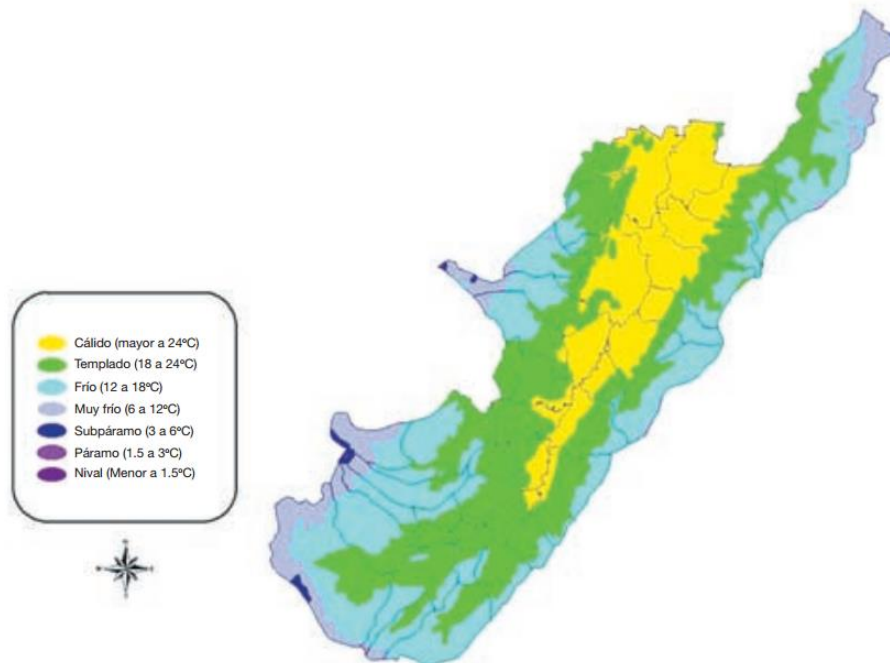 Cálido (mayor a 24ºC)
Templado (18 a 24ºC)
Frío (12 a 18ºC)
Muy frío (6 a 12ºC)
Subpáramo (3 a 6ºC)
Páramo (1.5 a 3ºC)
Nival (Menor a 1.5ºC)